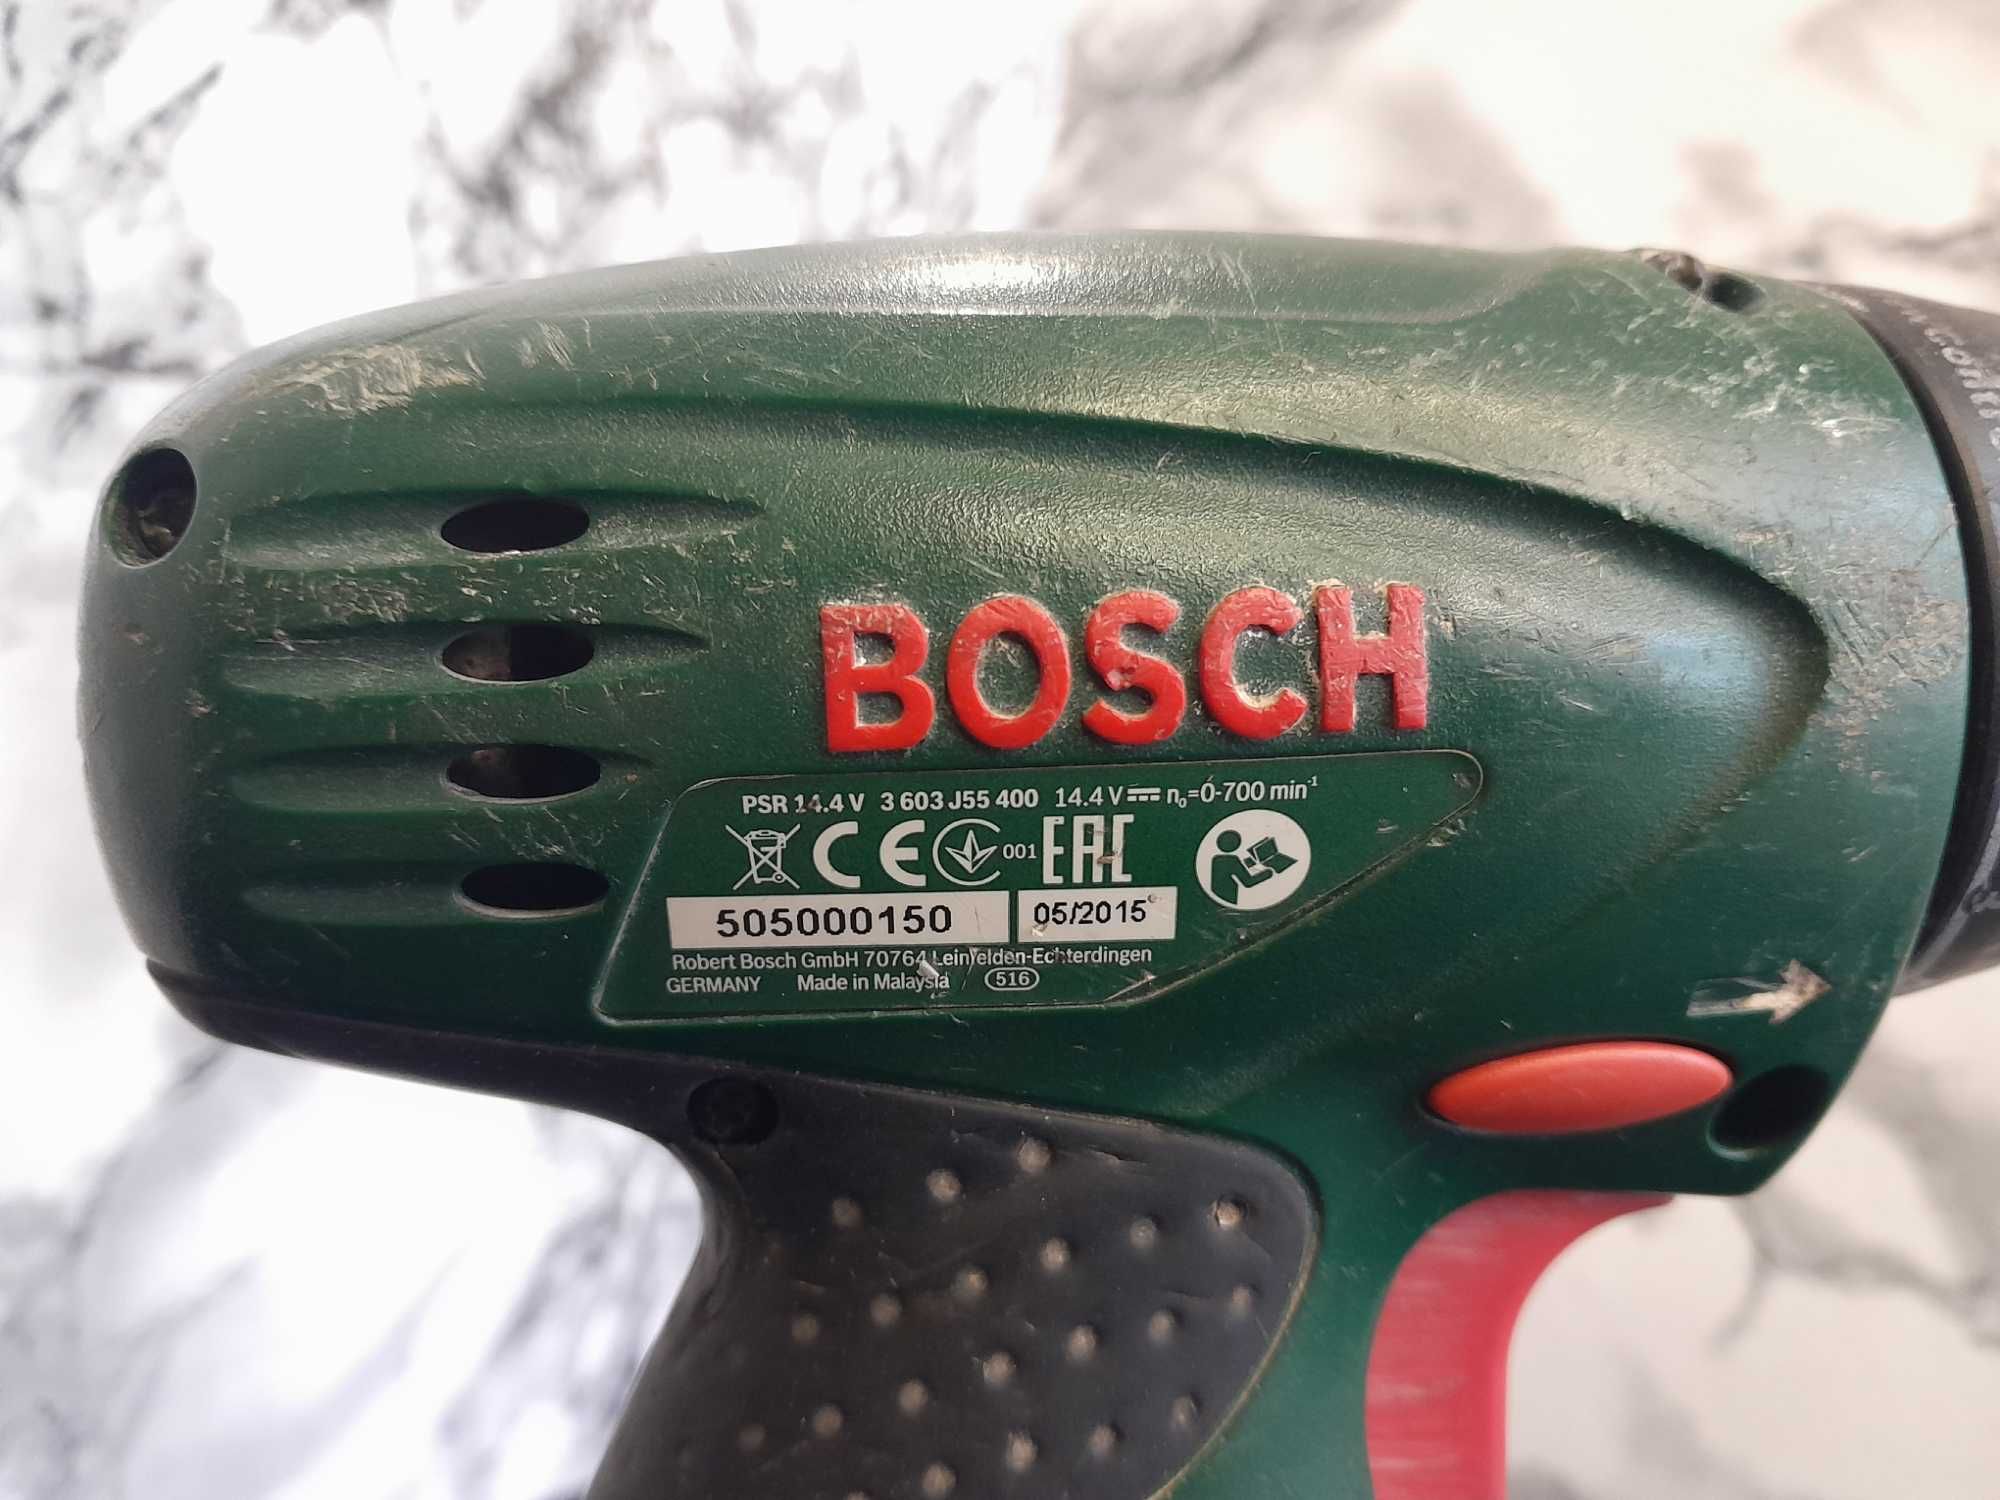 BOSCH
PSR 14.4 V 3 603 J55 400 14.4 V n₀=0-700 min⁻¹
CE 001 EAC
505000150 05/2015
Robert Bosch GmbH 70764 Leinfelden-Echterdingen
GERMANY Made in Malaysia 516